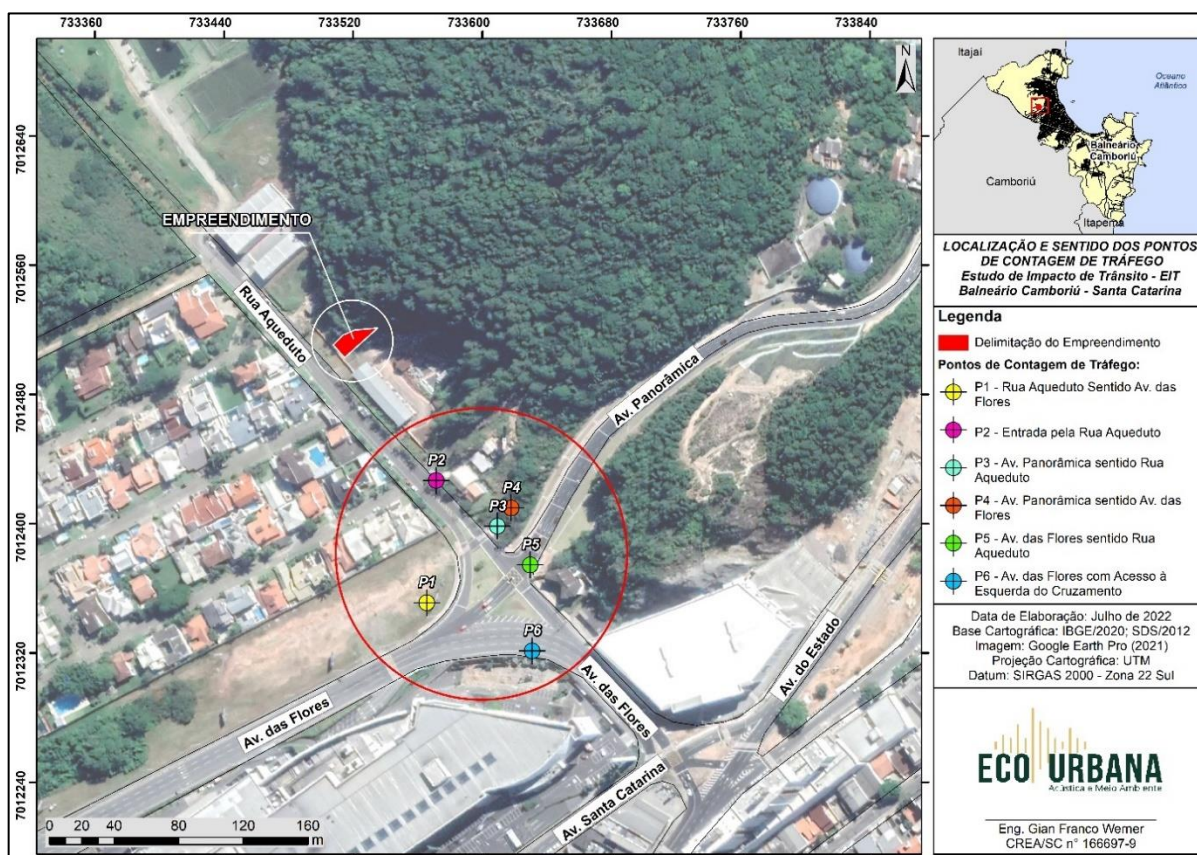 733360 733440 733520 733600 733680 733760 733840
7012640
7012560
7012480
7012400
7012320
7012240
N
EMPREENDIMENTO
Rua Aqueduto
Av. Panorâmica
P2
P4
P3
P5
P1
P6
Av. das Flores
Av. das Flores
Av. do Estado
Av. Santa Catarina
0 20 40 80 120 160
m
Itajaí
Oceano
Atlântico
Balneário
Camboriú
Camboriú
Itapema
LOCALIZAÇÃO E SENTIDO DOS PONTOS
DE CONTAGEM DE TRÁFEGO
Estudo de Impacto de Trânsito - EIT
Balneário Camboriú - Santa Catarina
Legenda
Delimitação do Empreendimento
Pontos de Contagem de Tráfego:
P1 - Rua Aqueduto Sentido Av. das
Flores
P2 - Entrada pela Rua Aqueduto
P3 - Av. Panorâmica sentido Rua
Aqueduto
P4 - Av. Panorâmica sentido Av. das
Flores
P5 - Av. das Flores sentido Rua
Aqueduto
P6 - Av. das Flores com Acesso à
Esquerda do Cruzamento
Data de Elaboração: Julho de 2022
Base Cartográfica: IBGE/2020; SDS/2012
Imagem: Google Earth Pro (2021)
Projeção Cartográfica: UTM
Datum: SIRGAS 2000 - Zona 22 Sul
ECO URBANA
Acústica e Meio Ambiente
Eng. Gian Franco Werner
CREA/SC n° 166697-9